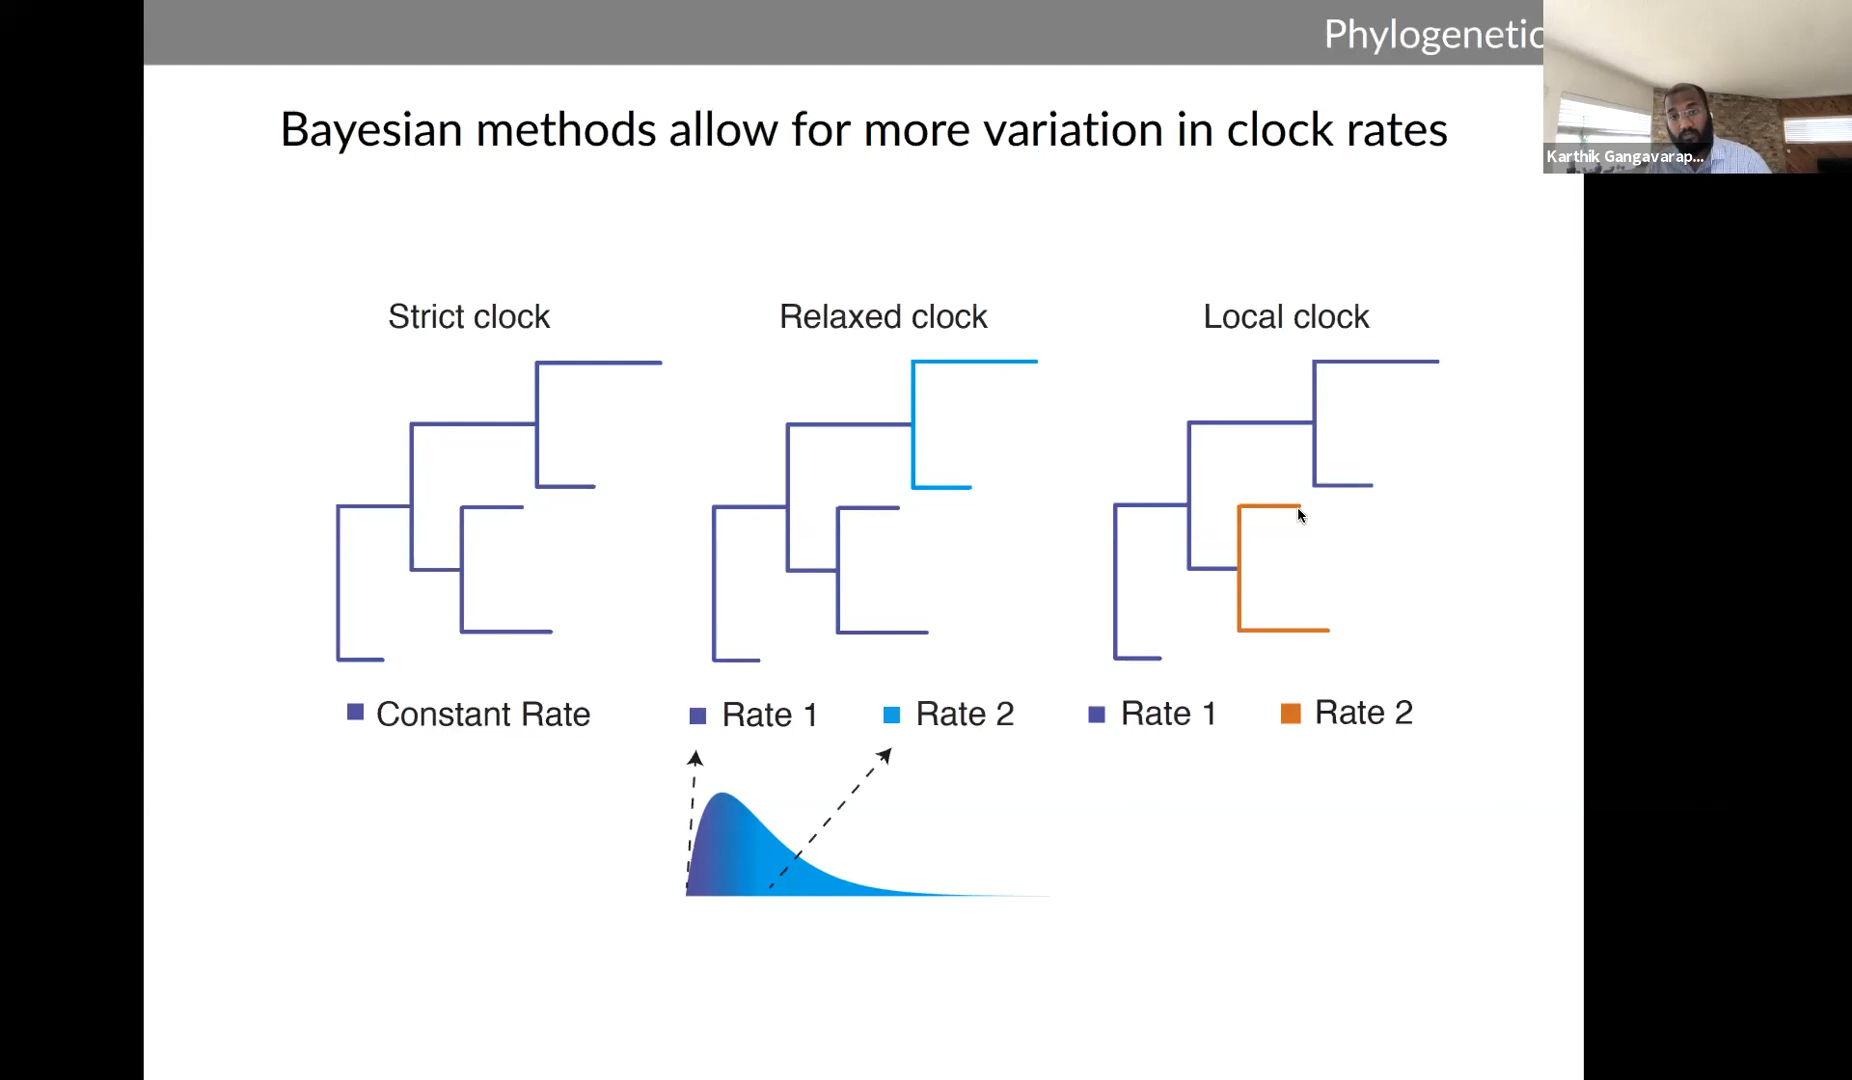 Phylogenetic
Karthik Gangavarap...
Bayesian methods allow for more variation in clock rates
Strict clock
Relaxed clock
Local clock
Constant Rate
Rate 1
Rate 2
Rate 1
Rate 2